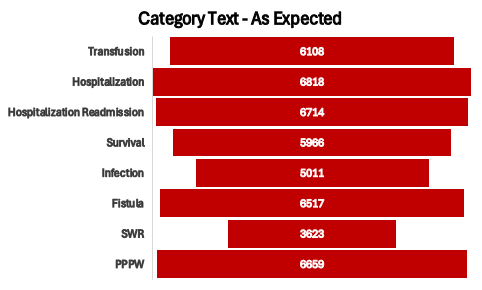 Category Text - As Expected
Transfusion 6108
Hospitalization 6818
Hospitalization Readmission 6714
Survival 5966
Infection 5011
Fistula 6517
SWR 3623
PPPW 6659